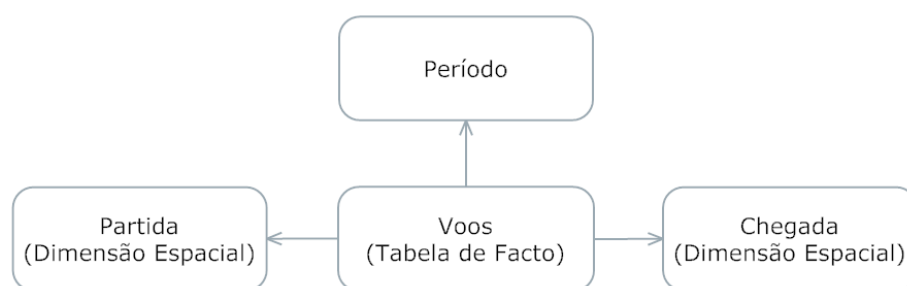 Período
Partida
(Dimensão Espacial)
Voos
(Tabela de Facto)
Chegada
(Dimensão Espacial)